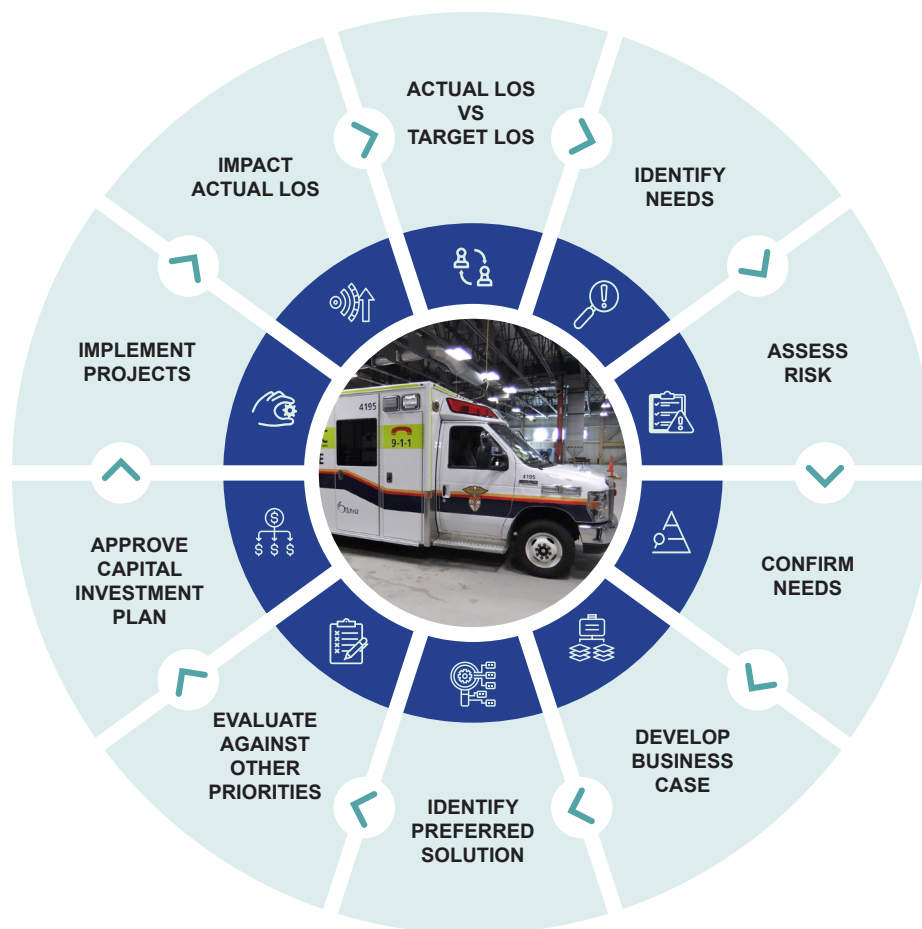 ACTUAL LOS
VS
TARGET LOS
IDENTIFY
NEEDS
ASSESS
RISK
CONFIRM
NEEDS
DEVELOP
BUSINESS
CASE
IDENTIFY
PREFERRED
SOLUTION
EVALUATE
AGAINST
OTHER
PRIORITIES
APPROVE
CAPITAL
INVESTMENT
PLAN
IMPLEMENT
PROJECTS
IMPACT
ACTUAL LOS
4195
9-1-1
4195
Ottawa